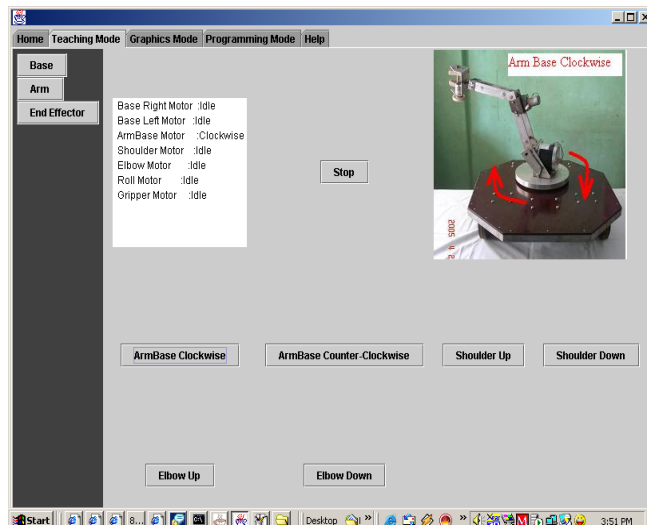 Home Teaching Mode Graphics Mode Programming Mode Help
Base
Arm
End Effector
Base Right Motor :Idle
Base Left Motor :Idle
ArmBase Motor :Clockwise
Shoulder Motor :Idle
Elbow Motor :Idle
Roll Motor :Idle
Gripper Motor :Idle
Stop
Arm Base Clockwise
ArmBase Clockwise
ArmBase Counter-Clockwise
Shoulder Up
Shoulder Down
Elbow Up
Elbow Down
Start
8...
Desktop
»
»
3:51 PM